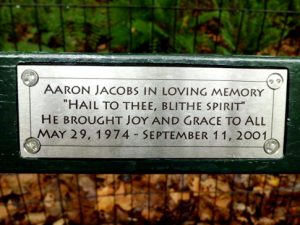 Aaron Jacobs in loving memory
"Hail to thee, blithe spirit"
He brought Joy and Grace to All
May 29, 1974 - September 11, 2001